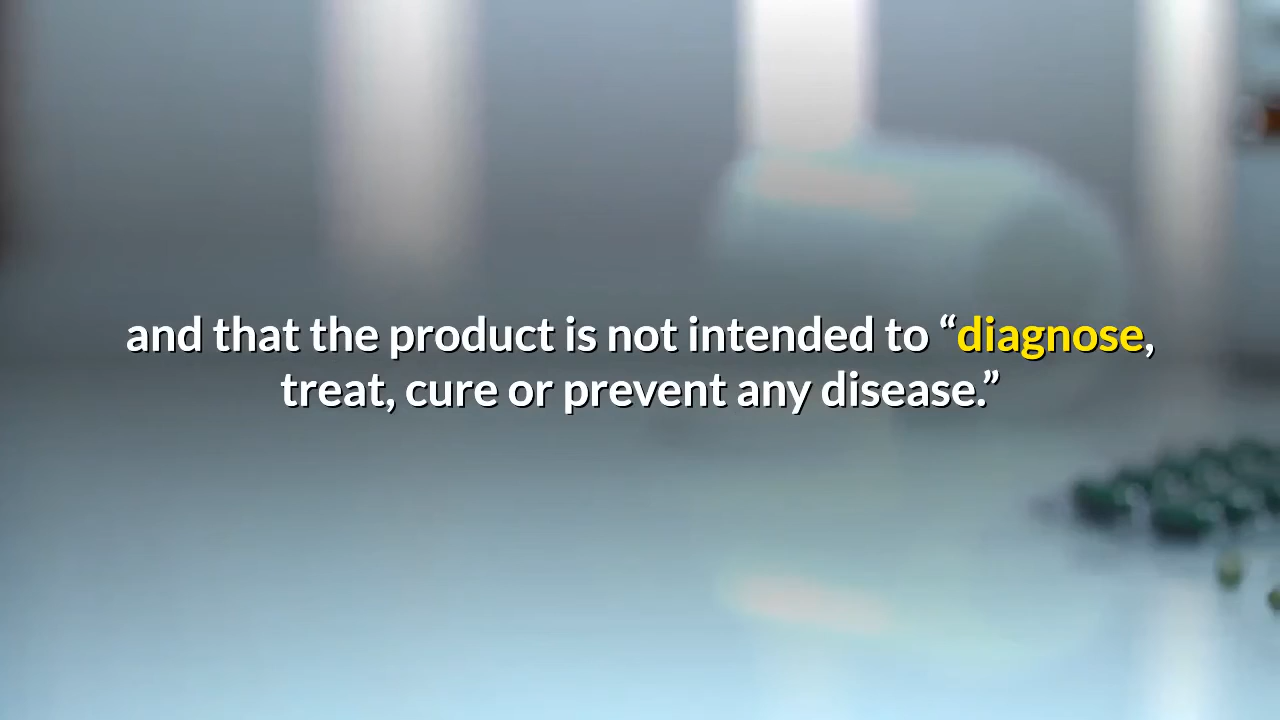 and that the product is not intended to “diagnose,
treat, cure or prevent any disease.”